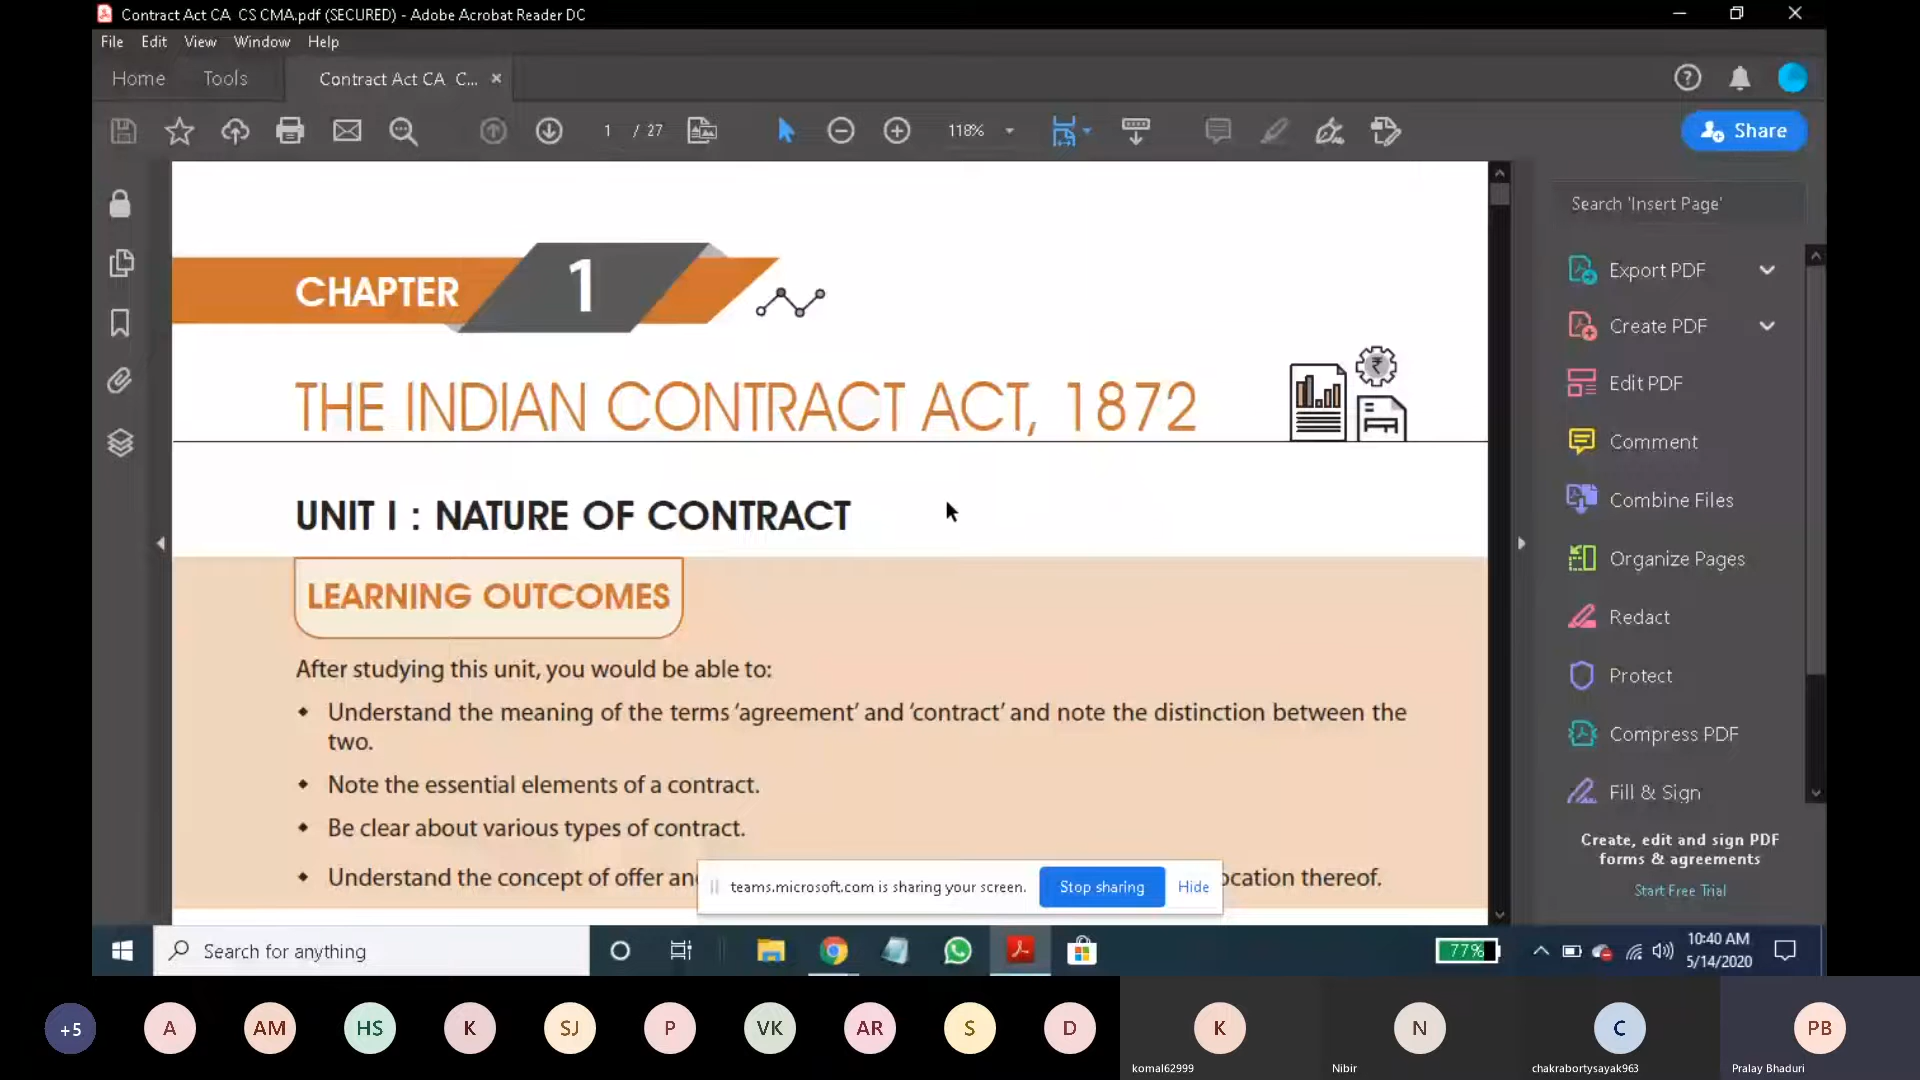 Contract Act CA CS CMA.pdf (SECURED) - Adobe Acrobat Reader DC
File Edit View Window Help
Home Tools Contract Act CA C... ×
1 / 27 118% Share
CHAPTER 1
THE INDIAN CONTRACT ACT, 1872
UNIT I : NATURE OF CONTRACT
LEARNING OUTCOMES
After studying this unit, you would be able to:
Understand the meaning of the terms ‘agreement’ and ‘contract’ and note the distinction between the
two.
Note the essential elements of a contract.
Be clear about various types of contract.
Understand the concept of offer and
ocation thereof.
teams.microsoft.com is sharing your screen. Stop sharing Hide
Search 'Insert Page'
Export PDF
Create PDF
Edit PDF
Comment
Combine Files
Organize Pages
Redact
Protect
Compress PDF
Fill & Sign
Create, edit and sign PDF
forms & agreements
Start Free Trial
Search for anything
77%
10:40 AM
5/14/2020
+5 A AM HS K SJ P VK AR S D K N C PB
komal62999 Nibir chakrabortysayak963 Pralay Bhaduri